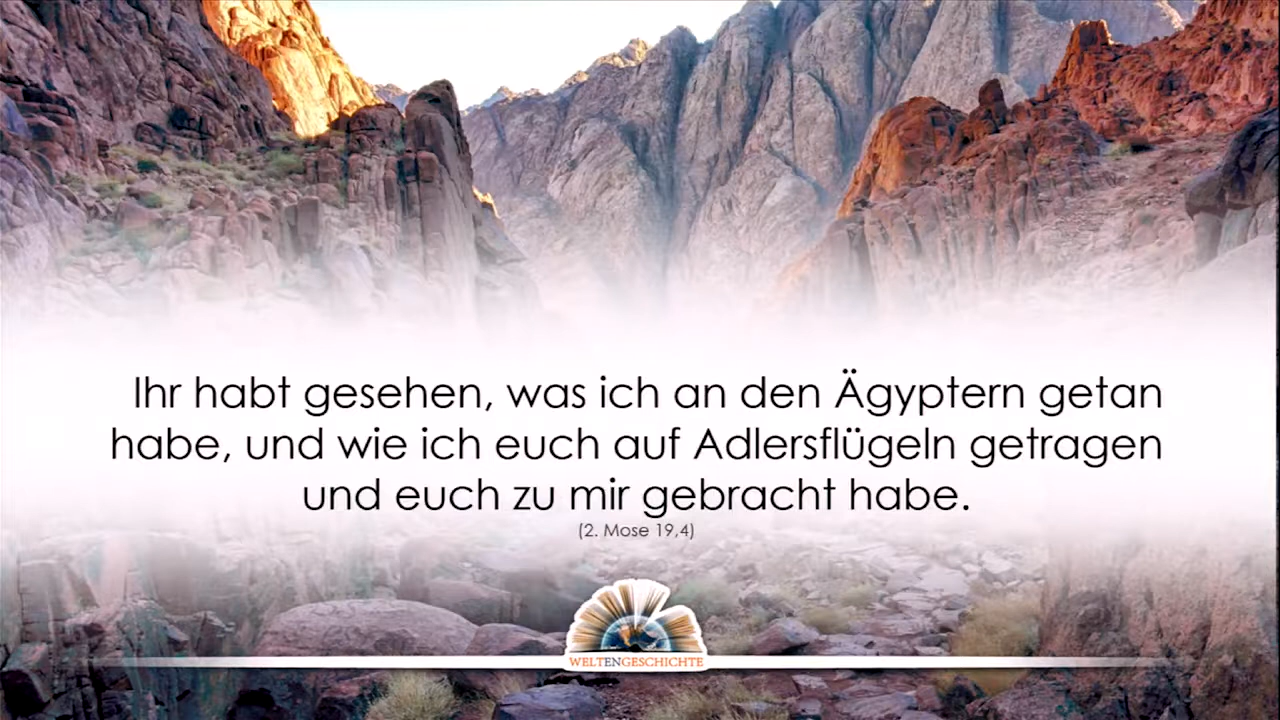 Ihr habt gesehen, was ich an den Ägyptern getan
habe, und wie ich euch auf Adlersflügeln getragen
und euch zu mir gebracht habe.
(2. Mose 19,4)
WELTENGESCHICHTE